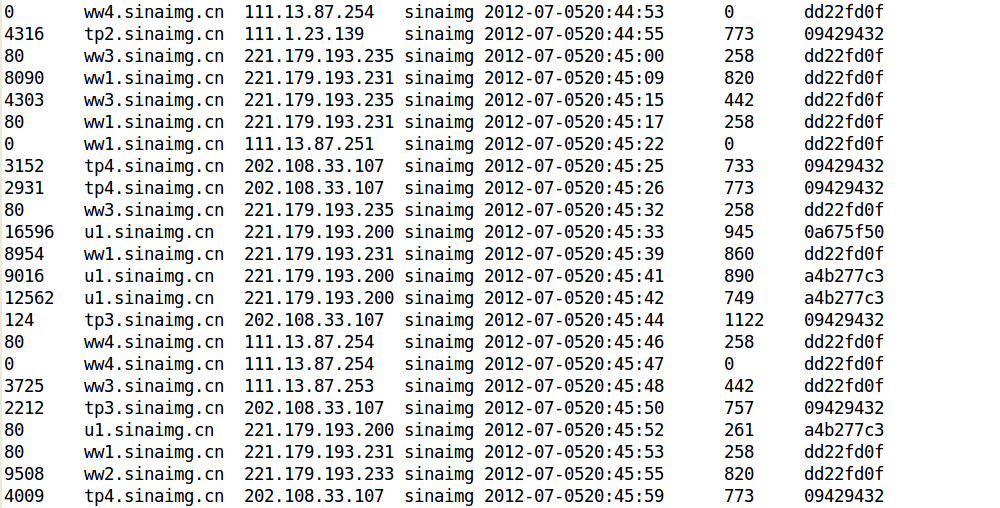 0 ww4.sinaimg.cn 111.13.87.254 sinaimg 2012-07-0520:44:53 0 dd22fd0f
4316 tp2.sinaimg.cn 111.1.23.139 sinaimg 2012-07-0520:44:55 773 09429432
80 ww3.sinaimg.cn 221.179.193.235 sinaimg 2012-07-0520:45:00 258 dd22fd0f
8090 ww1.sinaimg.cn 221.179.193.231 sinaimg 2012-07-0520:45:09 820 dd22fd0f
4303 ww3.sinaimg.cn 221.179.193.235 sinaimg 2012-07-0520:45:15 442 dd22fd0f
80 ww1.sinaimg.cn 221.179.193.231 sinaimg 2012-07-0520:45:17 258 dd22fd0f
0 ww1.sinaimg.cn 111.13.87.251 sinaimg 2012-07-0520:45:22 0 dd22fd0f
3152 tp4.sinaimg.cn 202.108.33.107 sinaimg 2012-07-0520:45:25 733 09429432
2931 tp4.sinaimg.cn 202.108.33.107 sinaimg 2012-07-0520:45:26 773 09429432
80 ww3.sinaimg.cn 221.179.193.235 sinaimg 2012-07-0520:45:32 258 dd22fd0f
16596 u1.sinaimg.cn 221.179.193.200 sinaimg 2012-07-0520:45:33 945 0a675f50
8954 ww1.sinaimg.cn 221.179.193.231 sinaimg 2012-07-0520:45:39 860 dd22fd0f
9016 u1.sinaimg.cn 221.179.193.200 sinaimg 2012-07-0520:45:41 890 a4b277c3
12562 u1.sinaimg.cn 221.179.193.200 sinaimg 2012-07-0520:45:42 749 a4b277c3
124 tp3.sinaimg.cn 202.108.33.107 sinaimg 2012-07-0520:45:44 1122 09429432
80 ww4.sinaimg.cn 111.13.87.254 sinaimg 2012-07-0520:45:46 258 dd22fd0f
0 ww4.sinaimg.cn 111.13.87.254 sinaimg 2012-07-0520:45:47 0 dd22fd0f
3725 ww3.sinaimg.cn 111.13.87.253 sinaimg 2012-07-0520:45:48 442 dd22fd0f
2212 tp3.sinaimg.cn 202.108.33.107 sinaimg 2012-07-0520:45:50 757 09429432
80 u1.sinaimg.cn 221.179.193.200 sinaimg 2012-07-0520:45:52 261 a4b277c3
80 ww1.sinaimg.cn 221.179.193.231 sinaimg 2012-07-0520:45:53 258 dd22fd0f
9508 ww2.sinaimg.cn 221.179.193.233 sinaimg 2012-07-0520:45:55 820 dd22fd0f
4009 tp4.sinaimg.cn 202.108.33.107 sinaimg 2012-07-0520:45:59 773 09429432